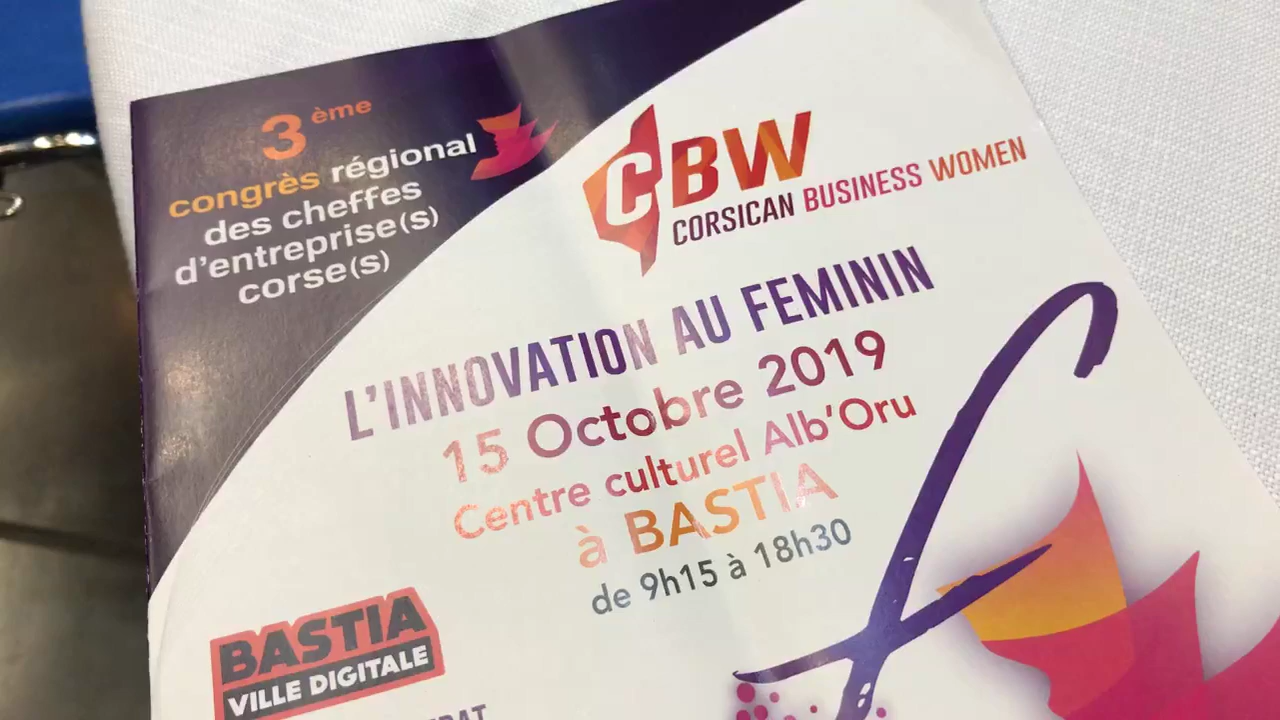 3ème
congrès régional
des cheffes
d'entreprise(s)
corse(s)
CBW
CORSICAN BUSINESS WOMEN
L'INNOVATION AU FEMININ
15 Octobre 2019
Centre culturel Alb'Oru
à BASTIA
de 9h15 à 18h30
BASTIA
VILLE DIGITALE